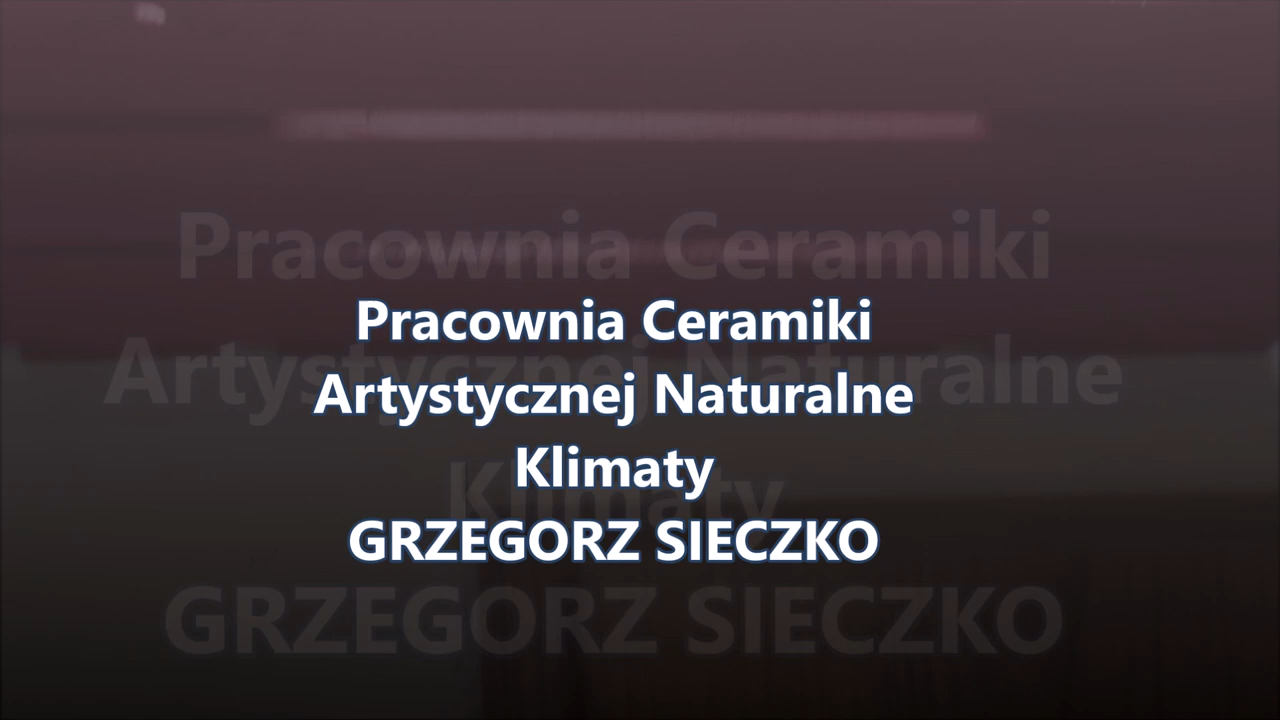 Pracownia Ceramiki
Artystycznej Naturalne
Klimaty
GRZEGORZ SIECZKO